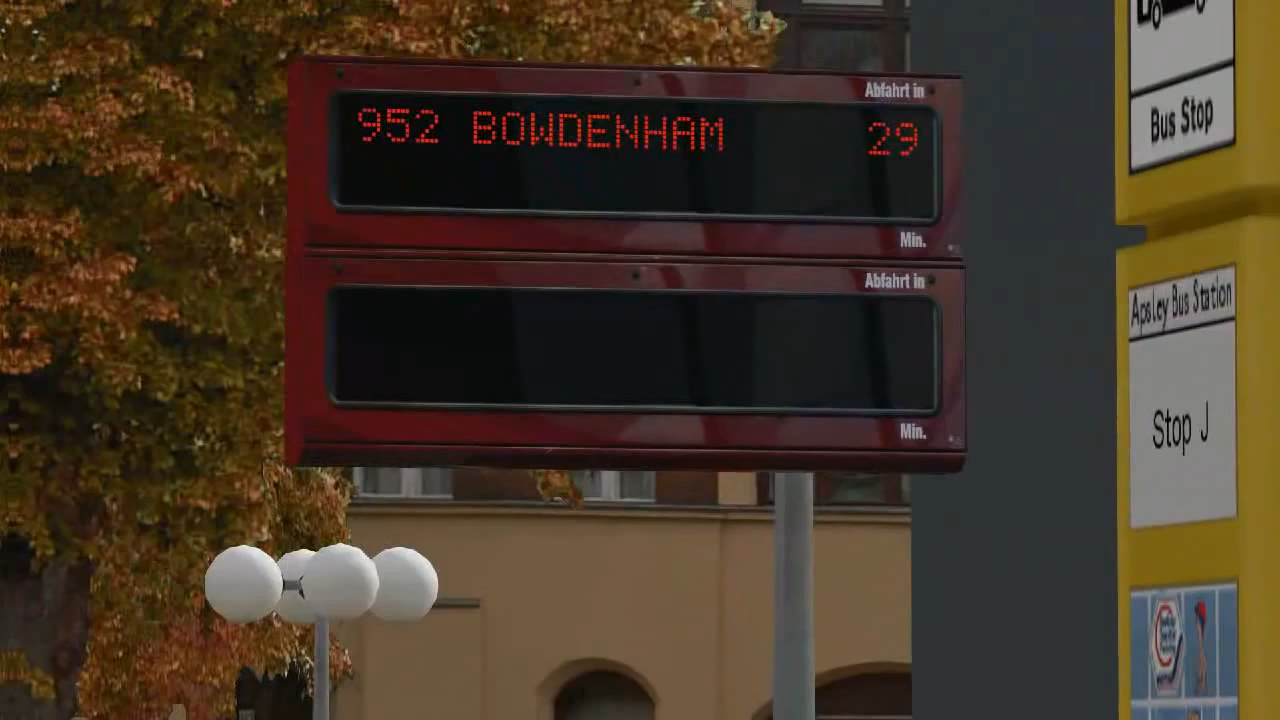 Abfahrt in
952 BOWDENHAM 29
Min.
Abfahrt in
Min.
Bus Stop
Apsley Bus Station
Stop J